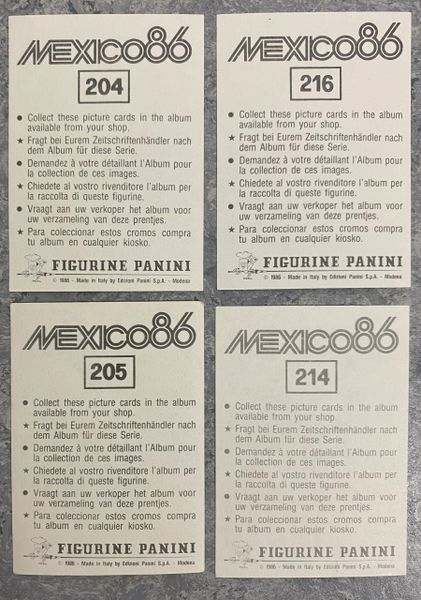 MEXICO86
204
● Collect these picture cards in the album
available from your shop.
★ Fragt bei Eurem Zeitschriftenhändler nach
dem Album für diese Serie.
● Demandez à votre détaillant l'Album pour
la collection de ces images.
★ Chiedete al vostro rivenditore l'album per
la raccolta di queste figurine.
● Vraagt aan uw verkoper het album voor
uw verzameling van deze prentjes.
★ Para coleccionar estos cromos compra
tu album en cualquier kiosko.
FIGURINE PANINI
© 1986 - Made in Italy by Edizioni Panini S.p.A. - Modena
MEXICO86
216
● Collect these picture cards in the album
available from your shop.
★ Fragt bei Eurem Zeitschriftenhändler nach
dem Album für diese Serie.
● Demandez à votre détaillant l'Album pour
la collection de ces images.
★ Chiedete al vostro rivenditore l'album per
la raccolta di queste figurine.
● Vraagt aan uw verkoper het album voor
uw verzameling van deze prentjes.
★ Para coleccionar estos cromos compra
tu album en cualquier kiosko.
FIGURINE PANINI
© 1986 - Made in Italy by Edizioni Panini S.p.A. - Modena
MEXICO86
205
● Collect these picture cards in the album
available from your shop.
★ Fragt bei Eurem Zeitschriftenhändler nach
dem Album für diese Serie.
● Demandez à votre détaillant l'Album pour
la collection de ces images.
★ Chiedete al vostro rivenditore l'album per
la raccolta di queste figurine.
● Vraagt aan uw verkoper het album voor
uw verzameling van deze prentjes.
★ Para coleccionar estos cromos compra
tu album en cualquier kiosko.
FIGURINE PANINI
© 1986 - Made in Italy by Edizioni Panini S.p.A. - Modena
MEXICO86
214
● Collect these picture cards in the album
available from your shop.
★ Fragt bei Eurem Zeitschriftenhändler nach
dem Album für diese Serie.
● Demandez à votre détaillant l'Album pour
la collection de ces images.
★ Chiedete al vostro rivenditore l'album per
la raccolta di queste figurine.
● Vraagt aan uw verkoper het album voor
uw verzameling van deze prentjes.
★ Para coleccionar estos cromos compra
tu album en cualquier kiosko.
FIGURINE PANINI
© 1986 - Made in Italy by Edizioni Panini S.p.A. - Modena